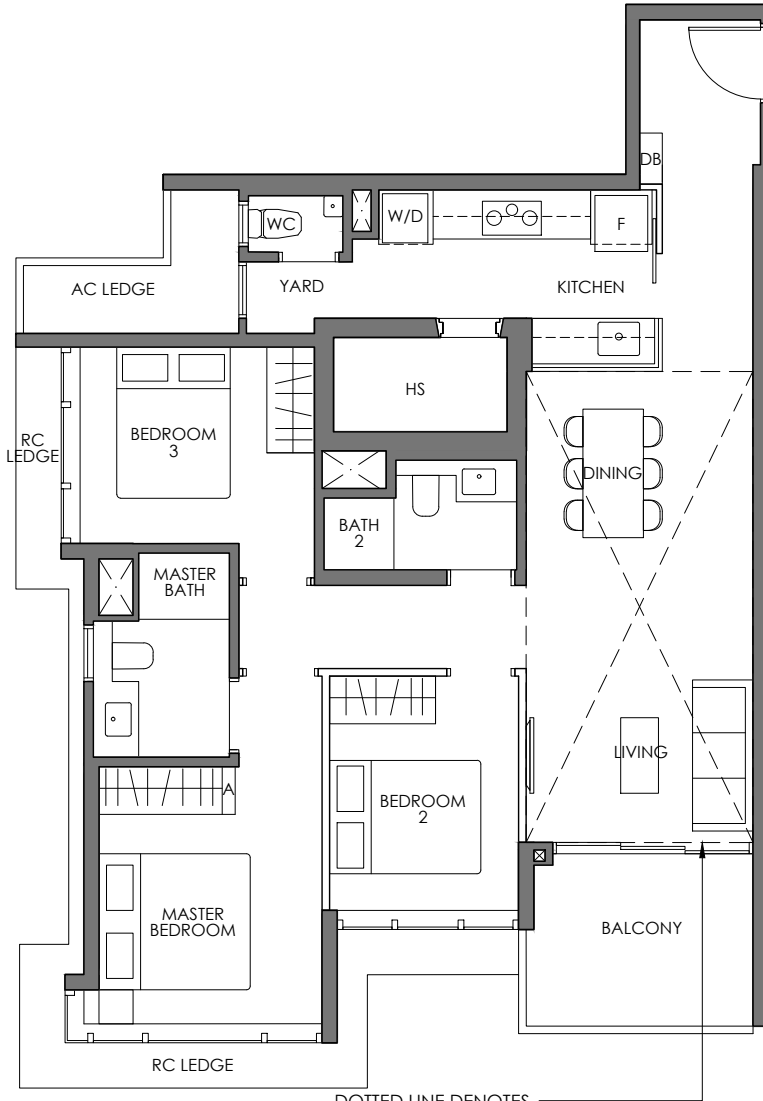 DB
WC
W/D
F
AC LEDGE
YARD
KITCHEN
HS
RC
LEDGE
BEDROOM
3
DINING
BATH
2
MASTER
BATH
LIVING
A
BEDROOM
2
MASTER
BEDROOM
BALCONY
RC LEDGE
DOTTED LINE DENOTES